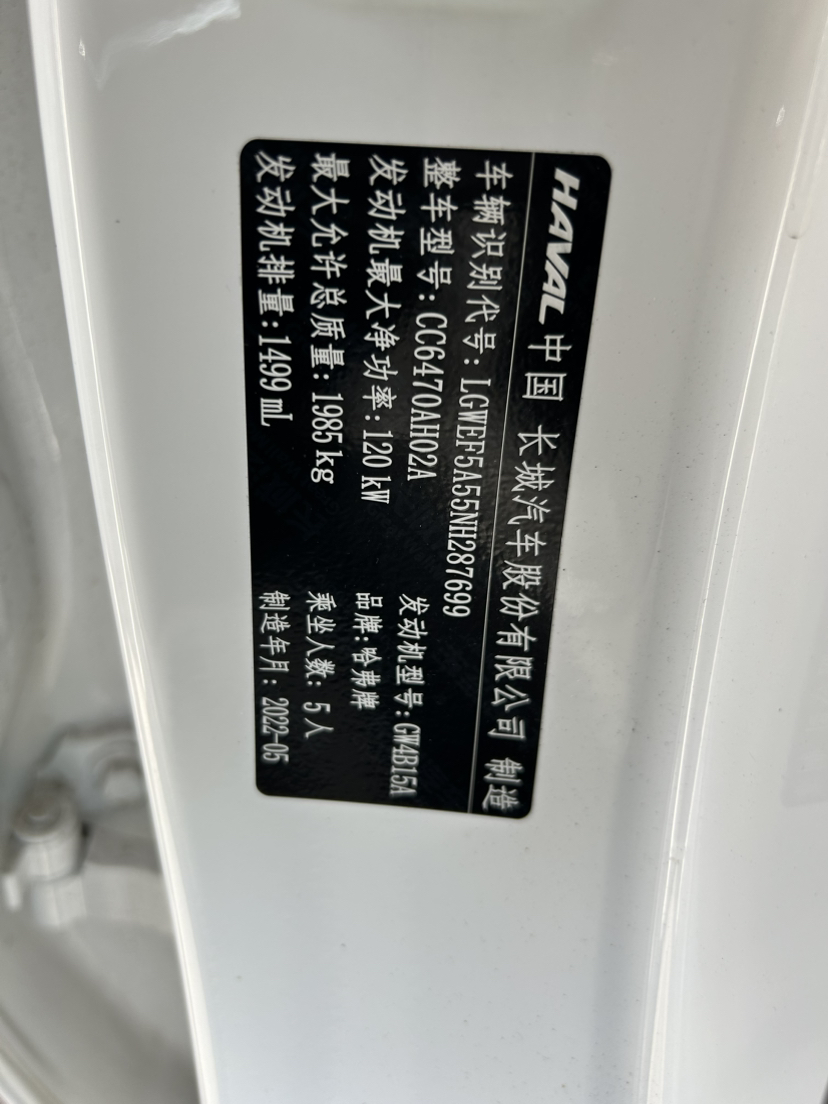 HAVAL 中国 长城汽车股份有限公司 制造
车辆识别代号:LGWEF5A55NH287699
整车型号:CC6470AH02A 发动机型号:GW4B15A
发动机最大净功率:120 kW 品牌:哈弗牌
最大允许总质量:1985 kg 乘坐人数:5人
发动机排量:1499 mL 制造年月:2022-05